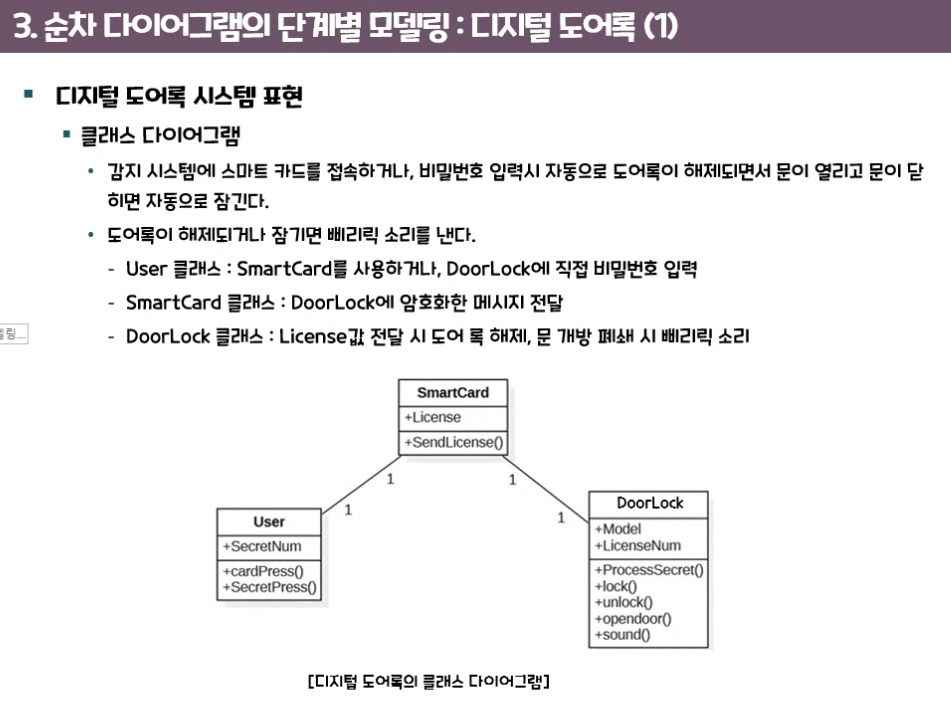 3. 순차 다이어그램의 단계별 모델링 : 디지털 도어록 (1)
디지털 도어록 시스템 표현
클래스 다이어그램
감지 시스템에 스마트 카드를 접속하거나, 비밀번호 입력시 자동으로 도어록이 해제되면서 문이 열리고 문이 닫
히면 자동으로 잠긴다.
도어록이 해제되거나 잠기면 삐리릭 소리를 낸다.
- User 클래스 : SmartCard를 사용하거나, DoorLock에 직접 비밀번호 입력
- SmartCard 클래스 : DoorLock에 암호화한 메시지 전달
- DoorLock 클래스 : License값 전달 시 도어 록 해제, 문 개방 폐쇄 시 삐리릭 소리
링...
SmartCard
+License
+SendLicense()
1
1
1
1
User
+SecretNum
+cardPress()
+SecretPress()
DoorLock
+Model
+LicenseNum
+ProcessSecret()
+lock()
+unlock()
+opendoor()
+sound()
[디지털 도어록의 클래스 다이어그램]